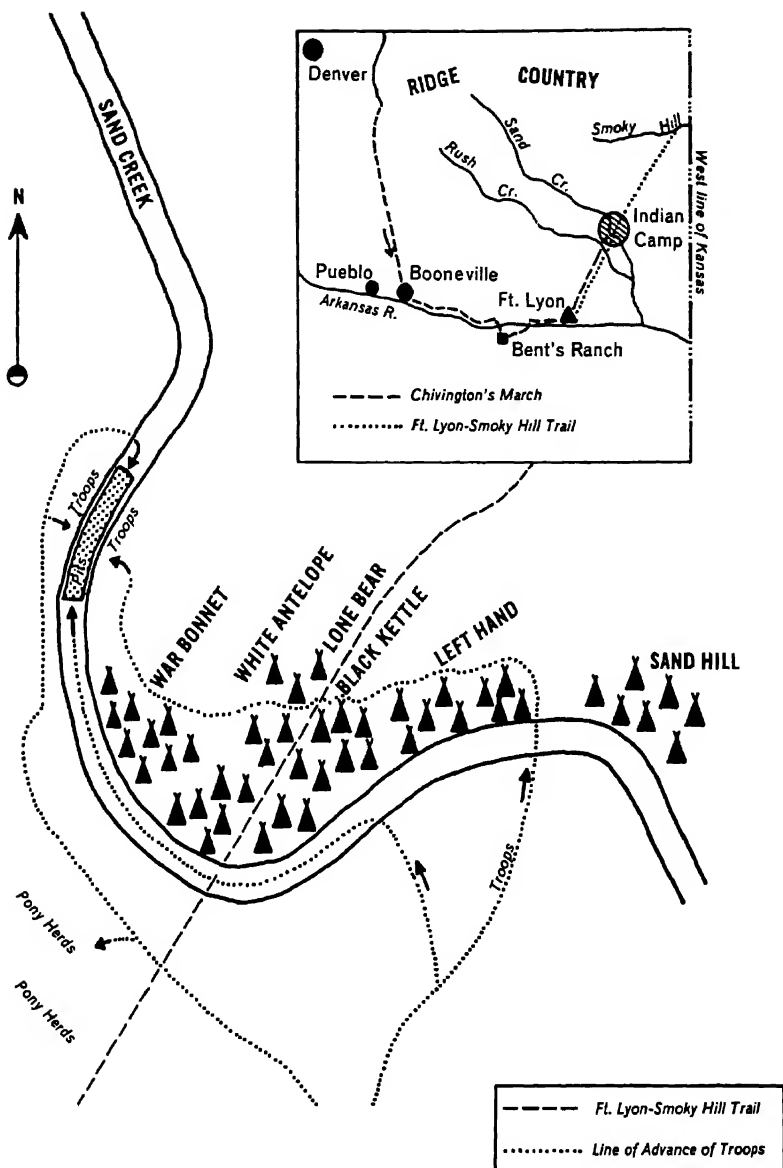 Denver
RIDGE COUNTRY
Sand Cr.
Rush Cr.
Smoky Hill
West line of Kansas
Indian Camp
Pueblo
Booneville
Arkansas R.
Ft. Lyon
Bent's Ranch
Chivington's March
Ft. Lyon-Smoky Hill Trail
SAND CREEK
N
Troops
Troops
Pits
WAR BONNET
WHITE ANTELOPE
LONE BEAR
BLACK KETTLE
LEFT HAND
SAND HILL
Troops
Pony Herds
Pony Herds
Ft. Lyon-Smoky Hill Trail
Line of Advance of Troops